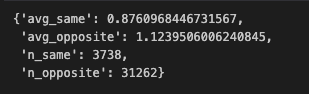 {'avg_same': 0.8760968446731567,
'avg_opposite': 1.1239506006240845,
'n_same': 3738,
'n_opposite': 31262}